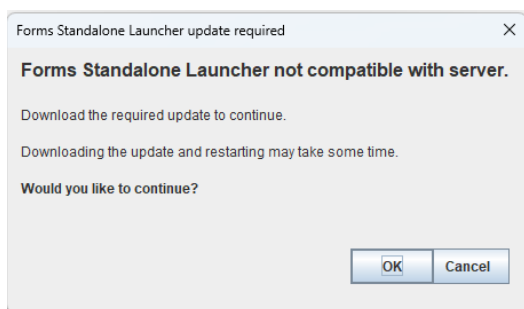 Forms Standalone Launcher update required
Forms Standalone Launcher not compatible with server.
Download the required update to continue.
Downloading the update and restarting may take some time.
Would you like to continue?
OK Cancel